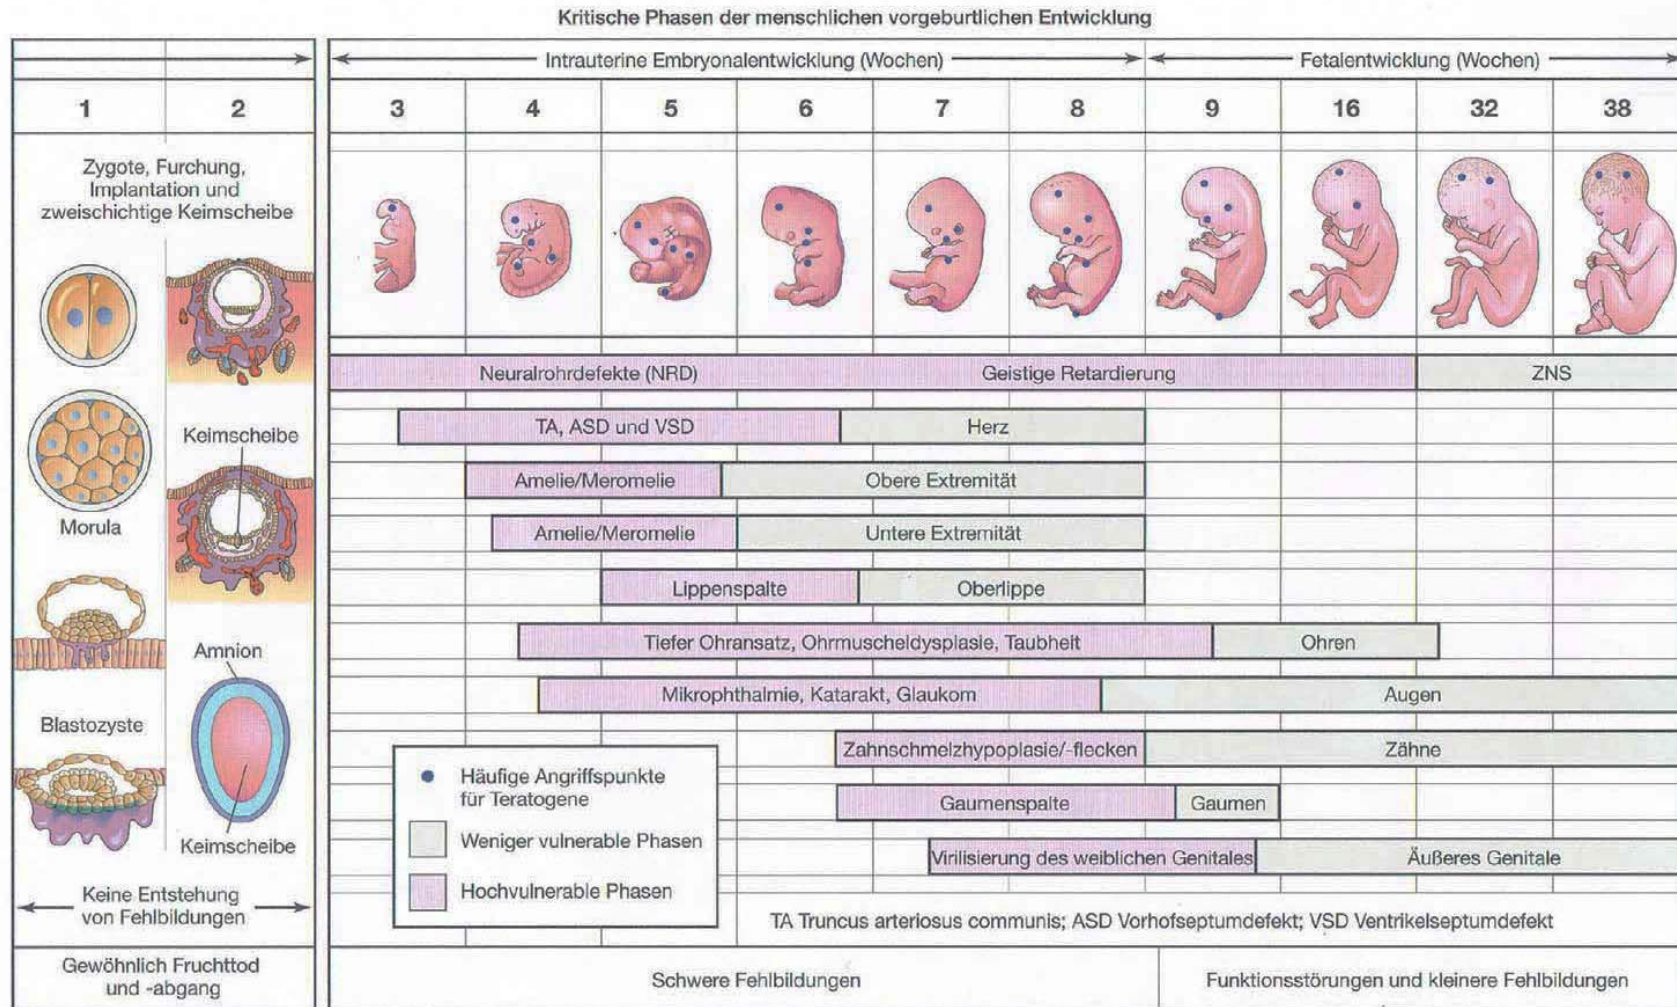 Kritische Phasen der menschlichen vorgeburtlichen Entwicklung
Intrauterine Embryonalentwicklung (Wochen)
Fetalentwicklung (Wochen)
1
2
3
4
5
6
7
8
9
16
32
38
Zygote, Furchung,
Implantation und
zweischichtige Keimscheibe
Morula
Blastozyste
Keimscheibe
Amnion
Keimscheibe
Keine Entstehung
von Fehlbildungen
Gewöhnlich Fruchttod
und -abgang
Neuralrohrdefekte (NRD)
Geistige Retardierung
ZNS
TA, ASD und VSD
Herz
Amelie/Meromelie
Obere Extremität
Amelie/Meromelie
Untere Extremität
Lippenspalte
Oberlippe
Tiefer Ohransatz, Ohrmuscheldysplasie, Taubheit
Ohren
Mikrophthalmie, Katarakt, Glaukom
Augen
Zahnschmelzhypoplasie/-flecken
Zähne
Gaumenspalte
Gaumen
Virilisierung des weiblichen Genitales
Äußeres Genitale
Häufige Angriffspunkte
für Teratogene
Weniger vulnerable Phasen
Hochvulnerable Phasen
TA Truncus arteriosus communis; ASD Vorhofseptumdefekt; VSD Ventrikelseptumdefekt
Schwere Fehlbildungen
Funktionsstörungen und kleinere Fehlbildungen